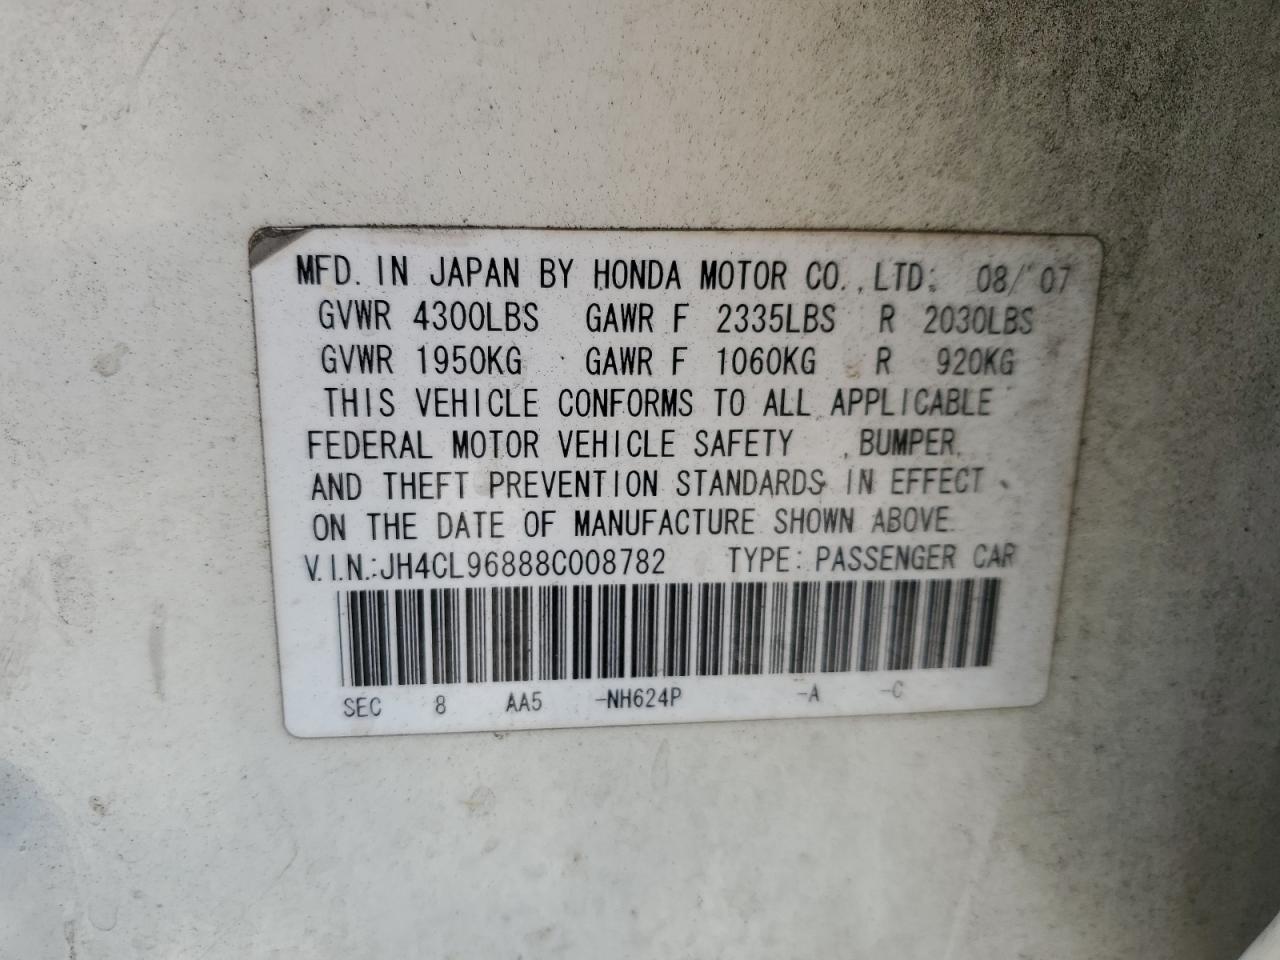 MFD. IN JAPAN BY HONDA MOTOR CO., LTD. 08/07
GVWR 4300LBS GAWR F 2335LBS R 2030LBS
GVWR 1950KG GAWR F 1060KG R 920KG
THIS VEHICLE CONFORMS TO ALL APPLICABLE
FEDERAL MOTOR VEHICLE SAFETY , BUMPER,
AND THEFT PREVENTION STANDARDS IN EFFECT
ON THE DATE OF MANUFACTURE SHOWN ABOVE.
V.I.N.:JH4CL96888C008782 TYPE: PASSENGER CAR
SEC 8 AA5 -NH624P -A -C